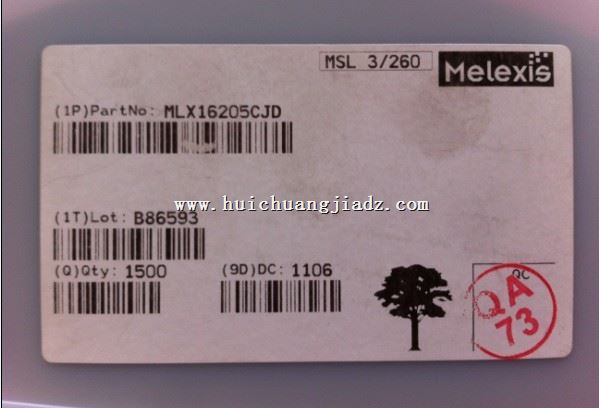 MSL 3/260
Melexis
(1P)PartNo: MLX16205CJD
www.huichuangjiadz.com
(1T)Lot: B86593
(Q)Qty: 1500
(9D)DC: 1106
QC
QA
73